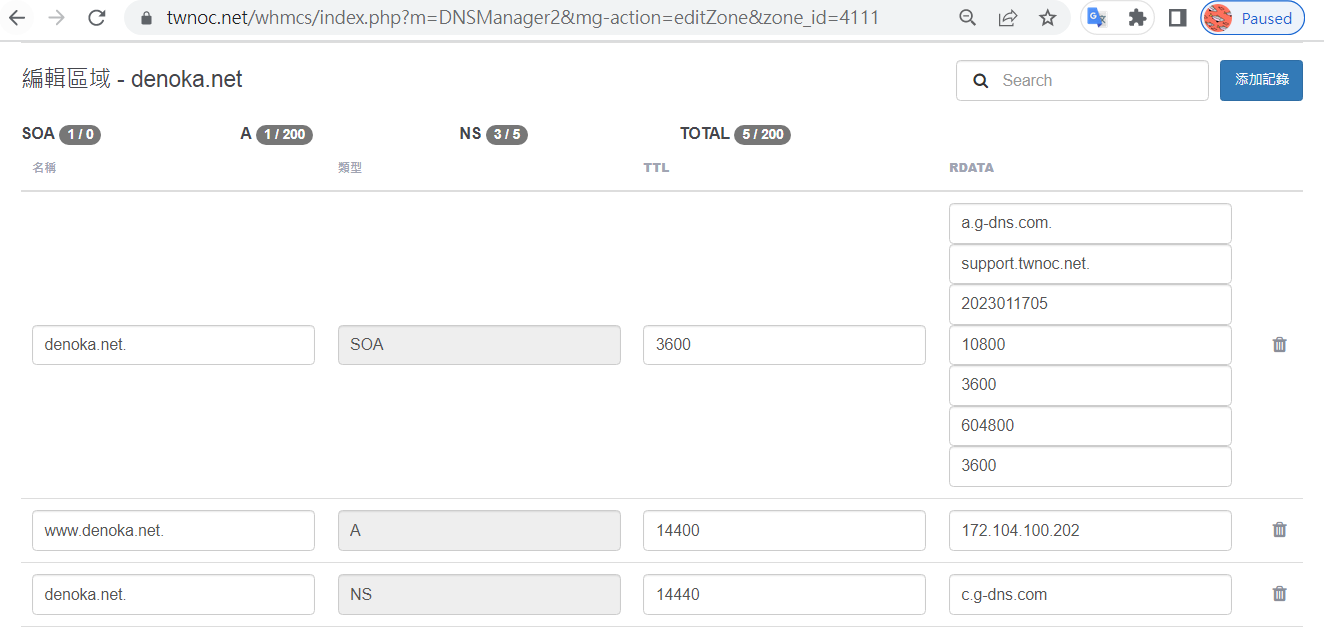 twnoc.net/whmcs/index.php?m=DNSManager2&mg-action=editZone&zone_id=4111 Paused
編輯區域 - denoka.net Search 添加記錄
SOA 1 / 0 A 1 / 200 NS 3 / 5 TOTAL 5 / 200
名稱 類型 TTL RDATA
a.g-dns.com.
support.twnoc.net.
2023011705
denoka.net. SOA 3600 10800
3600
604800
3600
www.denoka.net. A 14400 172.104.100.202
denoka.net. NS 14440 c.g-dns.com